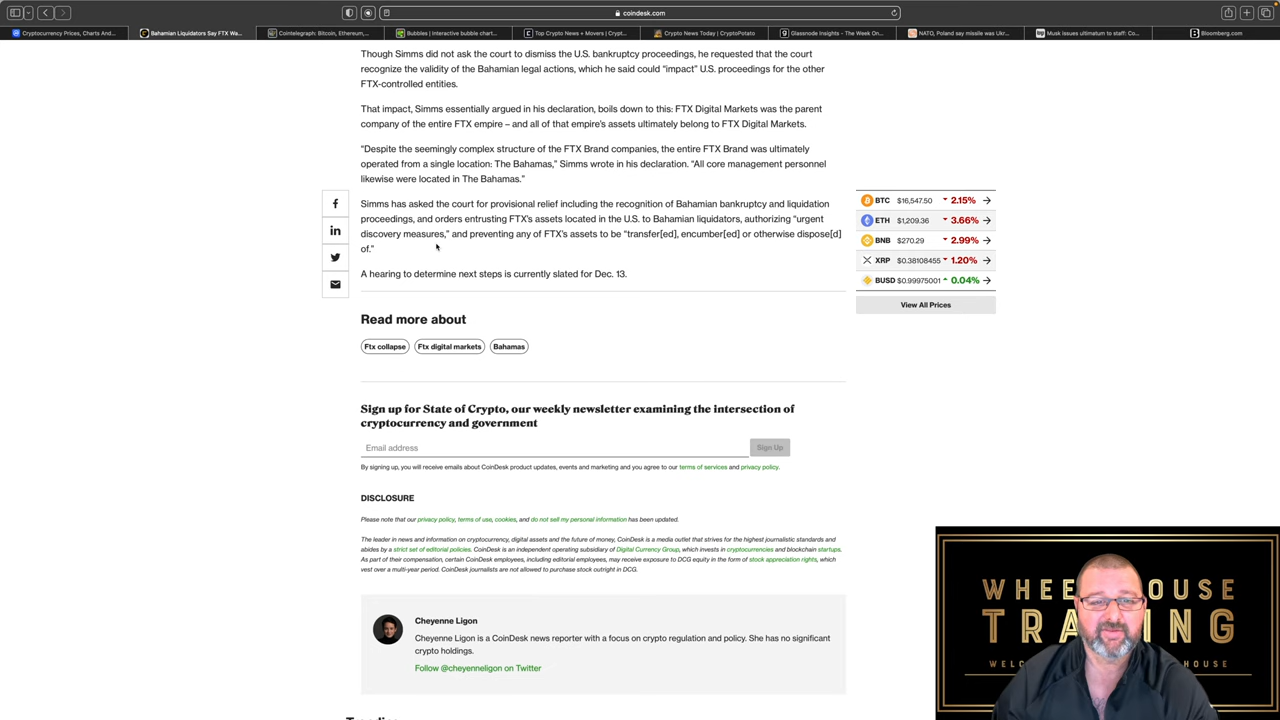 coindesk.com
Cryptocurrency Prices, Charts And...
Bahamian Liquidators Say FTX Wa...
Cointelegraph: Bitcoin, Ethereum,...
Bubbles | Interactive bubble chart...
Top Crypto News + Movers | Crypt...
Crypto News Today | CryptoPotato
Glassnode Insights - The Week On...
NATO, Poland say missile was Ukr...
Musk issues ultimatum to staff: Co...
Bloomberg.com
Though Simms did not ask the court to dismiss the U.S. bankruptcy proceedings, he requested that the court
recognize the validity of the Bahamian legal actions, which he said could “impact” U.S. proceedings for the other
FTX-controlled entities.
That impact, Simms essentially argued in his declaration, boils down to this: FTX Digital Markets was the parent
company of the entire FTX empire – and all of that empire’s assets ultimately belong to FTX Digital Markets.
"Despite the seemingly complex structure of the FTX Brand companies, the entire FTX Brand was ultimately
operated from a single location: The Bahamas,” Simms wrote in his declaration. “All core management personnel
likewise were located in The Bahamas.”
Simms has asked the court for provisional relief including the recognition of Bahamian bankruptcy and liquidation
proceedings, and orders entrusting FTX’s assets located in the U.S. to Bahamian liquidators, authorizing “urgent
discovery measures,” and preventing any of FTX’s assets to be “transfer[ed], encumber[ed] or otherwise dispose[d]
of.”
A hearing to determine next steps is currently slated for Dec. 13.
BTC $16,547.50 2.15%
ETH $1,209.36 3.66%
BNB $270.29 2.99%
XRP $0.38108455 1.20%
BUSD $0.99975001 0.04%
View All Prices
Read more about
Ftx collapse Ftx digital markets Bahamas
Sign up for State of Crypto, our weekly newsletter examining the intersection of
cryptocurrency and government
Email address Sign Up
By signing up, you will receive emails about CoinDesk product updates, events and marketing and you agree to our terms of services and privacy policy.
DISCLOSURE
Please note that our privacy policy, terms of use, cookies, and do not sell my personal information has been updated.
The leader in news and information on cryptocurrency, digital assets and the future of money, CoinDesk is a media outlet that strives for the highest journalistic standards and
abides by a strict set of editorial policies. CoinDesk is an independent operating subsidiary of Digital Currency Group, which invests in cryptocurrencies and blockchain startups.
As part of their compensation, certain CoinDesk employees, including editorial employees, may receive exposure to DCG equity in the form of stock appreciation rights, which
vest over a multi-year period. CoinDesk journalists are not allowed to purchase stock outright in DCG.
Cheyenne Ligon
Cheyenne Ligon is a CoinDesk news reporter with a focus on crypto regulation and policy. She has no significant
crypto holdings.
Follow @cheyenneligon on Twitter
TRADING